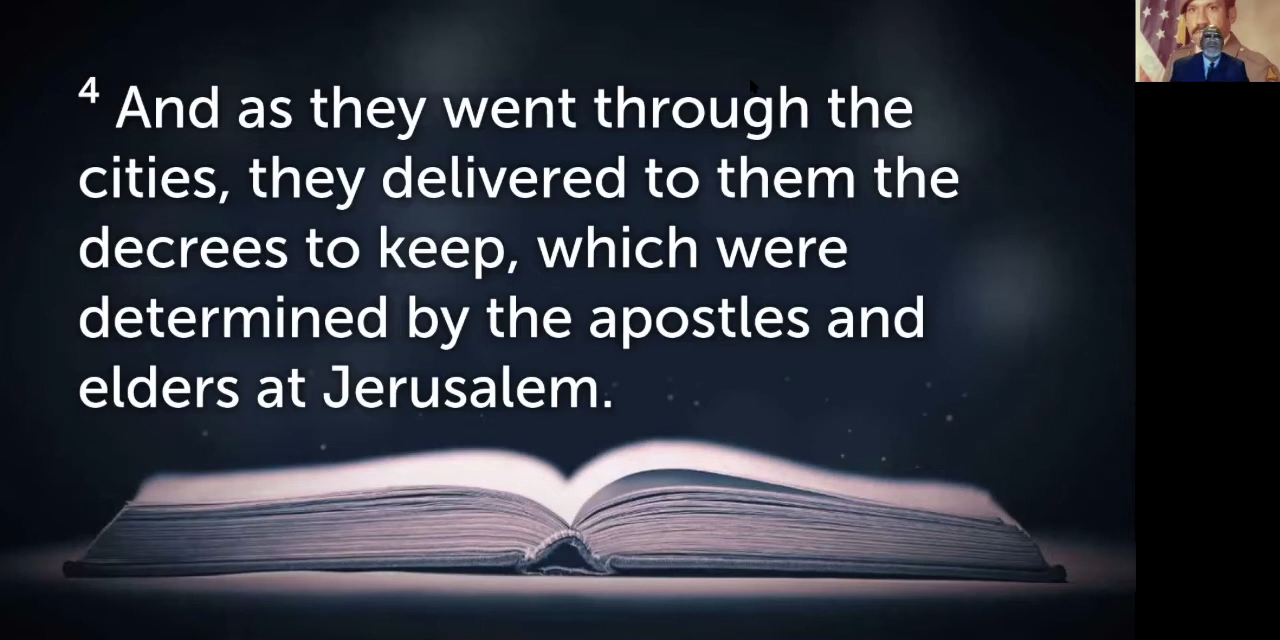 4 And as they went through the
cities, they delivered to them the
decrees to keep, which were
determined by the apostles and
elders at Jerusalem.